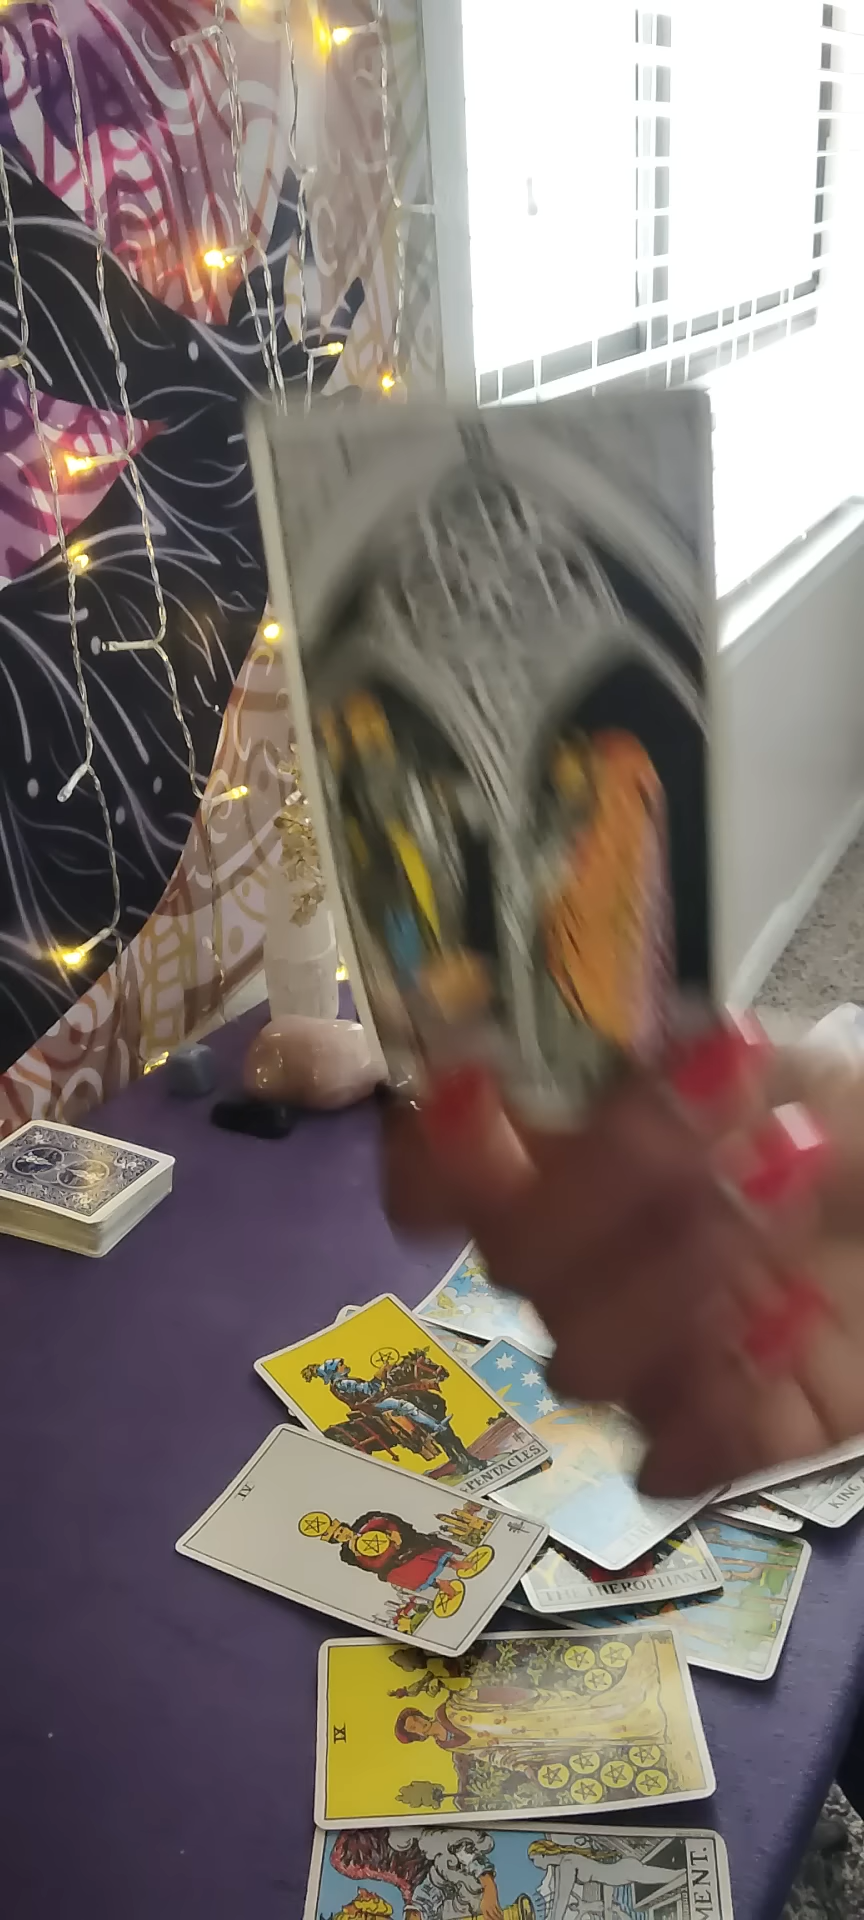 PENTACLES
IV
KING
THE HIEROPHANT
IX
MENT.